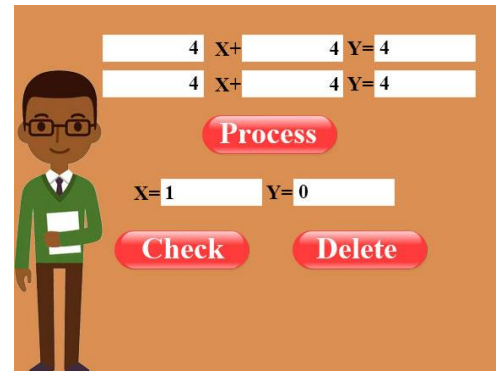 4 X+ 4 Y= 4
4 X+ 4 Y= 4
Process
X= 1 Y= 0
Check Delete